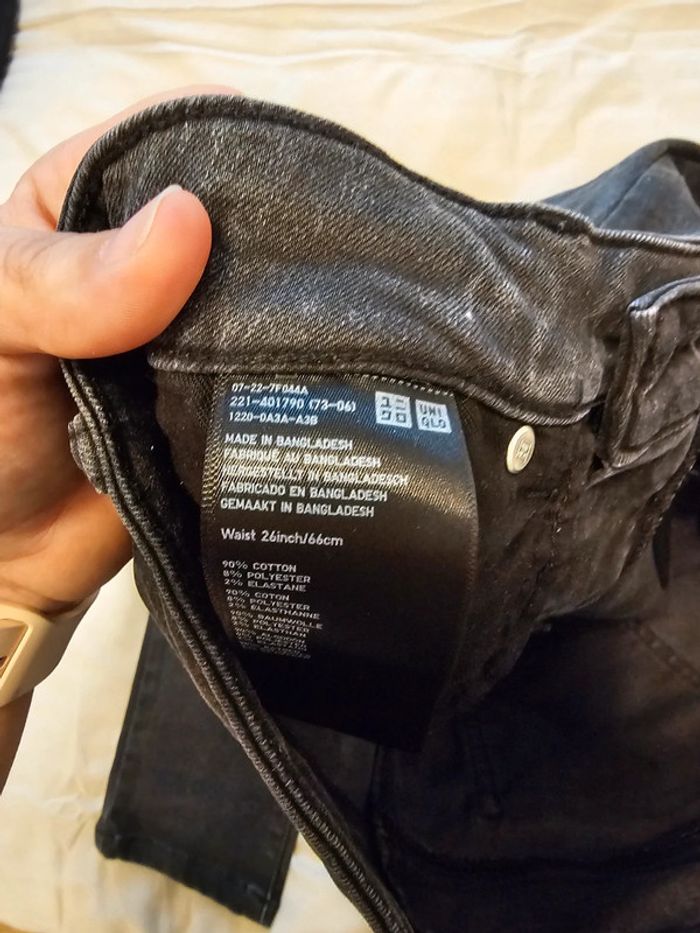 07-22-7F044A
221-401790 (73-06)
1220-0A3A-A3B
UNI
QLO
MADE IN BANGLADESH
FABRIQUÉ AU BANGLADESH
HERGESTELLT IN BANGLADESCH
FABRICADO EN BANGLADESH
GEMAAKT IN BANGLADESH
Waist 26inch/66cm
90% COTTON
8% POLYESTER
2% ELASTANE
90% COTON
8% POLYESTER
2% ÉLASTHANNE
90% BAUMWOLLE
8% POLYESTER
2% ELASTHAN